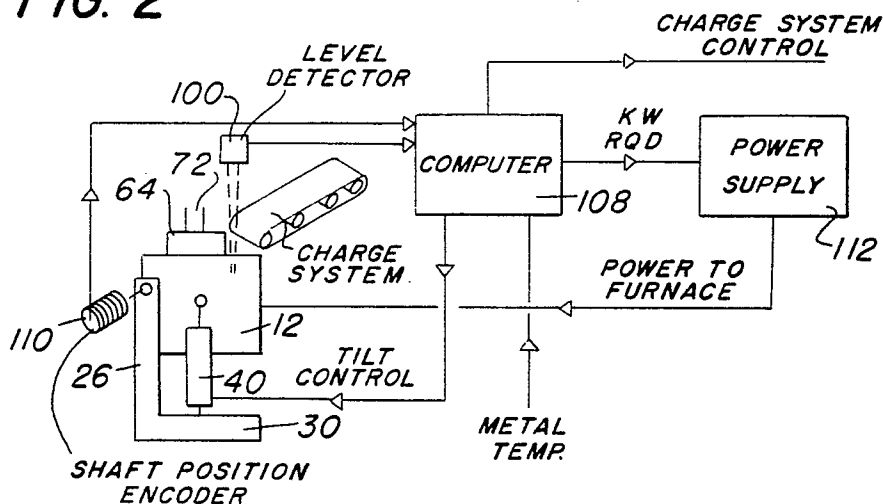 FIG. 2
CHARGE SYSTEM
CONTROL
LEVEL
DETECTOR
100
72
64
KW
RQD
COMPUTER
108
POWER
SUPPLY
112
CHARGE
SYSTEM.
POWER TO
FURNACE
110
12
26
40
TILT
CONTROL
30
METAL
TEMP.
SHAFT POSITION
ENCODER